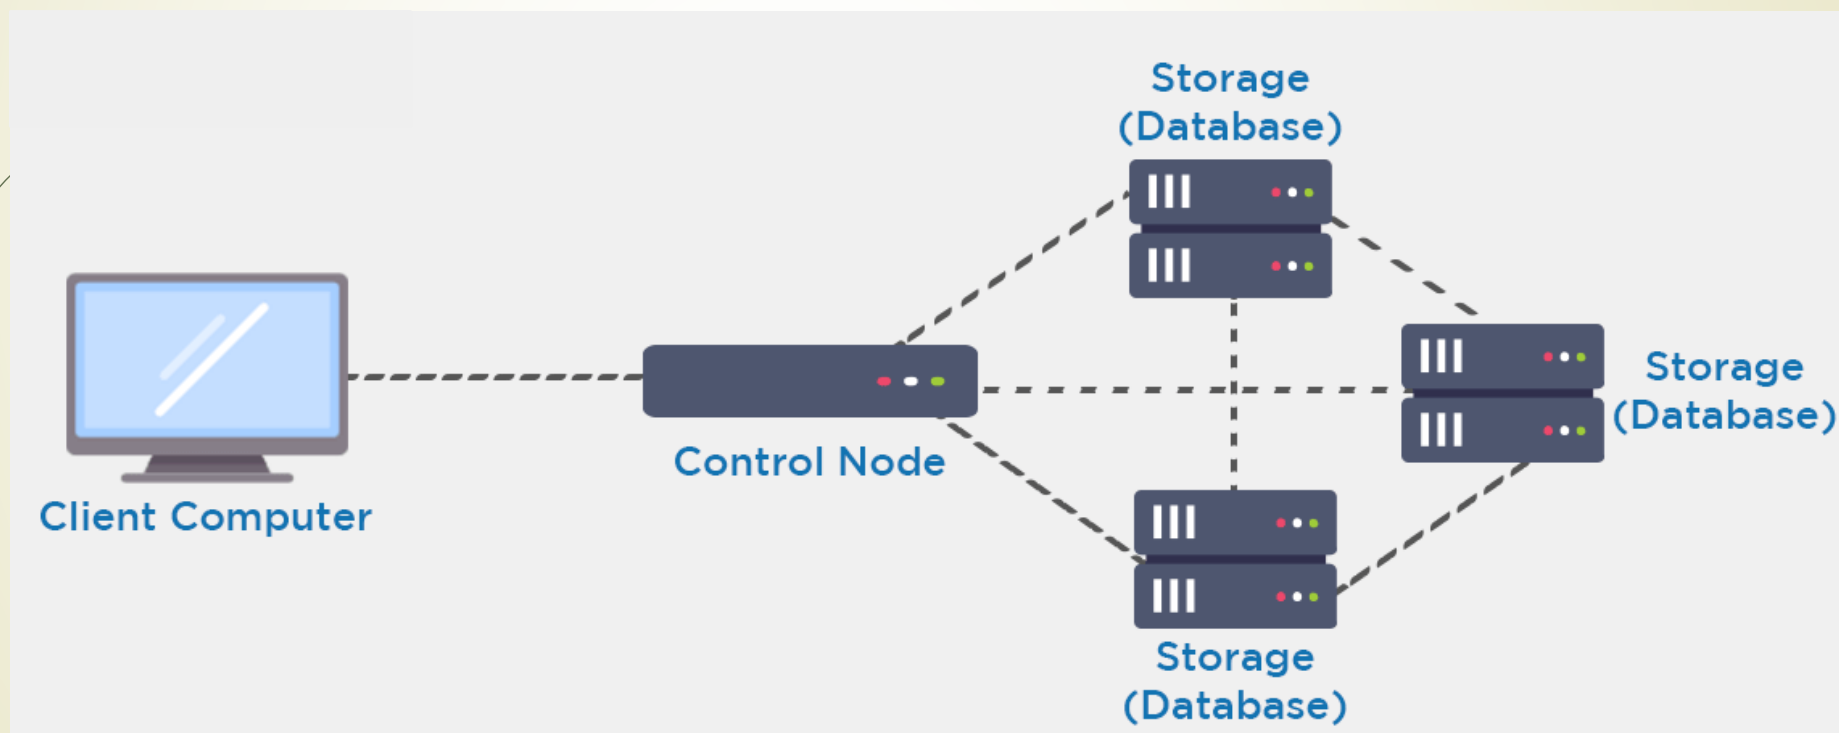 Storage
(Database)
Storage
(Database)
Control Node
Client Computer
Storage
(Database)